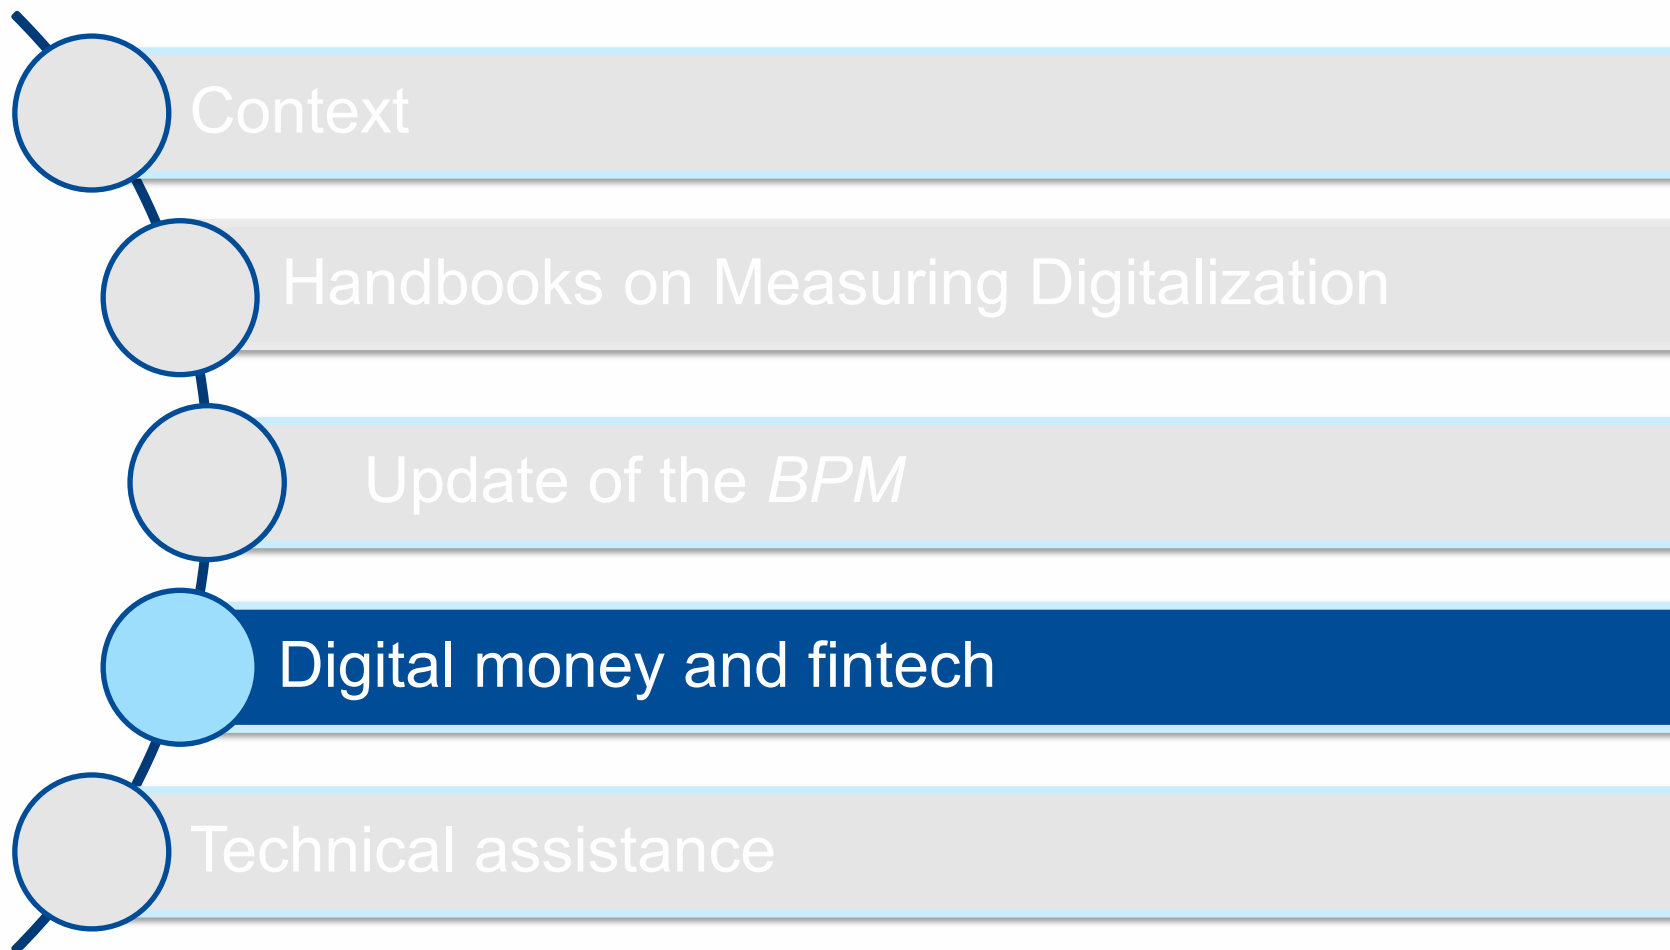 Context
Handbooks on Measuring Digitalization
Update of the BPM
Digital money and fintech
Technical assistance